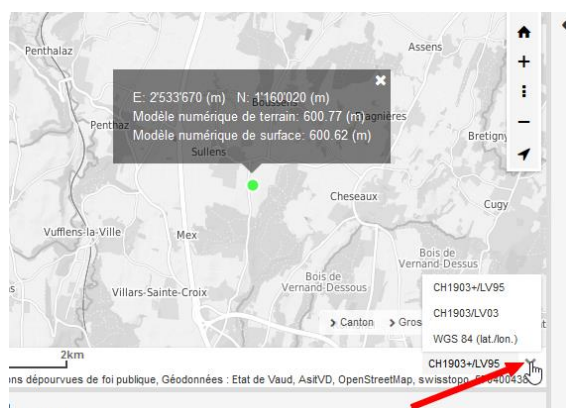 Penthalaz
Assens
E: 2'533'670 (m) N: 1'160'020 (m)
Boussens
Modèle numérique de terrain: 600.77 (m)
Modèle numérique de surface: 600.62 (m)
Bretigny
Sullens
Cheseaux
Cugy
Vufflens-la-Ville
Mex
Bois de
Vernand-Dessus
Bois de
Vernand-Dessous
Villars-Sainte-Croix
CH1903+/LV95
CH1903/LV03
WGS 84 (lat./lon.)
> Canton > Gros
2km
CH1903+/LV95
ons dépourvues de foi publique, Géodonnées : Etat de Vaud, AsitVD, OpenStreetMap, swisstopo